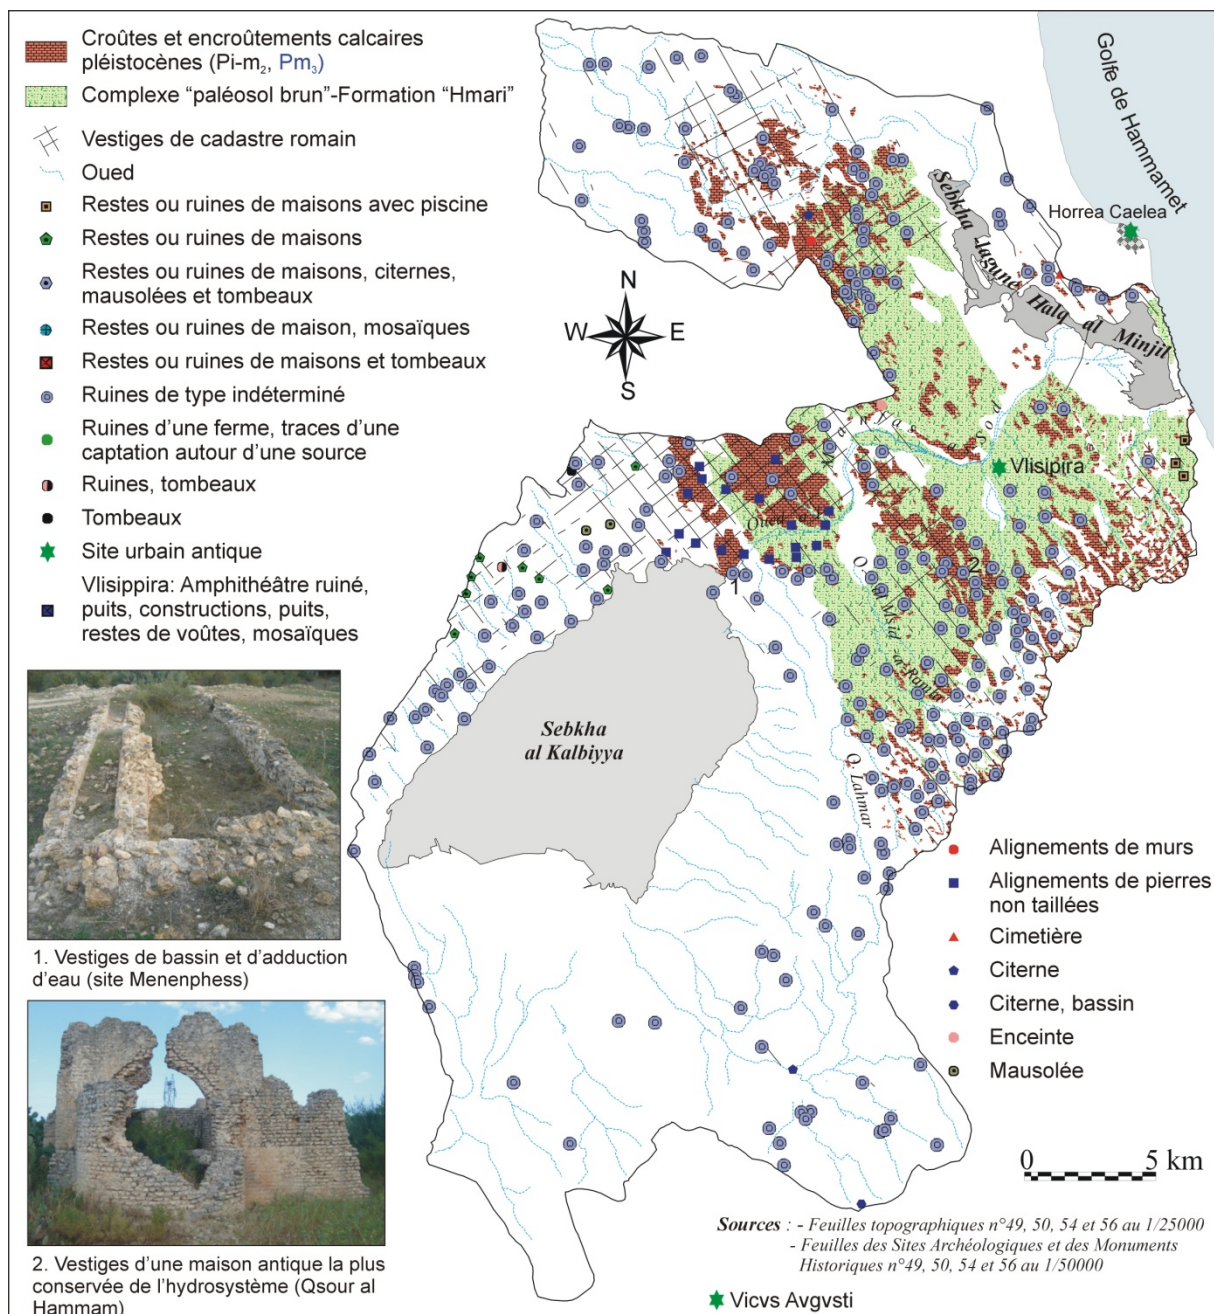 Croûtes et encroûtements calcaires
pléistocènes (Pi-m2, Pm3)
Complexe “paléosol brun”-Formation “Hmari”
Vestiges de cadastre romain
Oued
Restes ou ruines de maisons avec piscine
Restes ou ruines de maisons
Restes ou ruines de maisons, citernes,
mausolées et tombeaux
Restes ou ruines de maison, mosaïques
Restes ou ruines de maisons et tombeaux
Ruines de type indéterminé
Ruines d’une ferme, traces d’une
captation autour d’une source
Ruines, tombeaux
Tombeaux
Site urbain antique
Vlisippira: Amphithéâtre ruiné,
puits, constructions, puits,
restes de voûtes, mosaïques
N
W
E
S
Golfe de Hammamet
Horrea Caelea
Sebkha lagune Halq al Minjil
Vlisipira
Oued
O. al Msid
ar Ramla
O. Lahmar
1
2
Sebkha
al Kalbiyya
1. Vestiges de bassin et d’adduction
d’eau (site Menenphess)
2. Vestiges d’une maison antique la plus
conservée de l’hydrosystème (Qsour al
Hammam)
Alignements de murs
Alignements de pierres
non taillées
Cimetière
Citerne
Citerne, bassin
Enceinte
Mausolée
0 5 km
Sources : - Feuilles topographiques n°49, 50, 54 et 56 au 1/25000
- Feuilles des Sites Archéologiques et des Monuments
Historiques n°49, 50, 54 et 56 au 1/50000
Vicvs Avgvsti